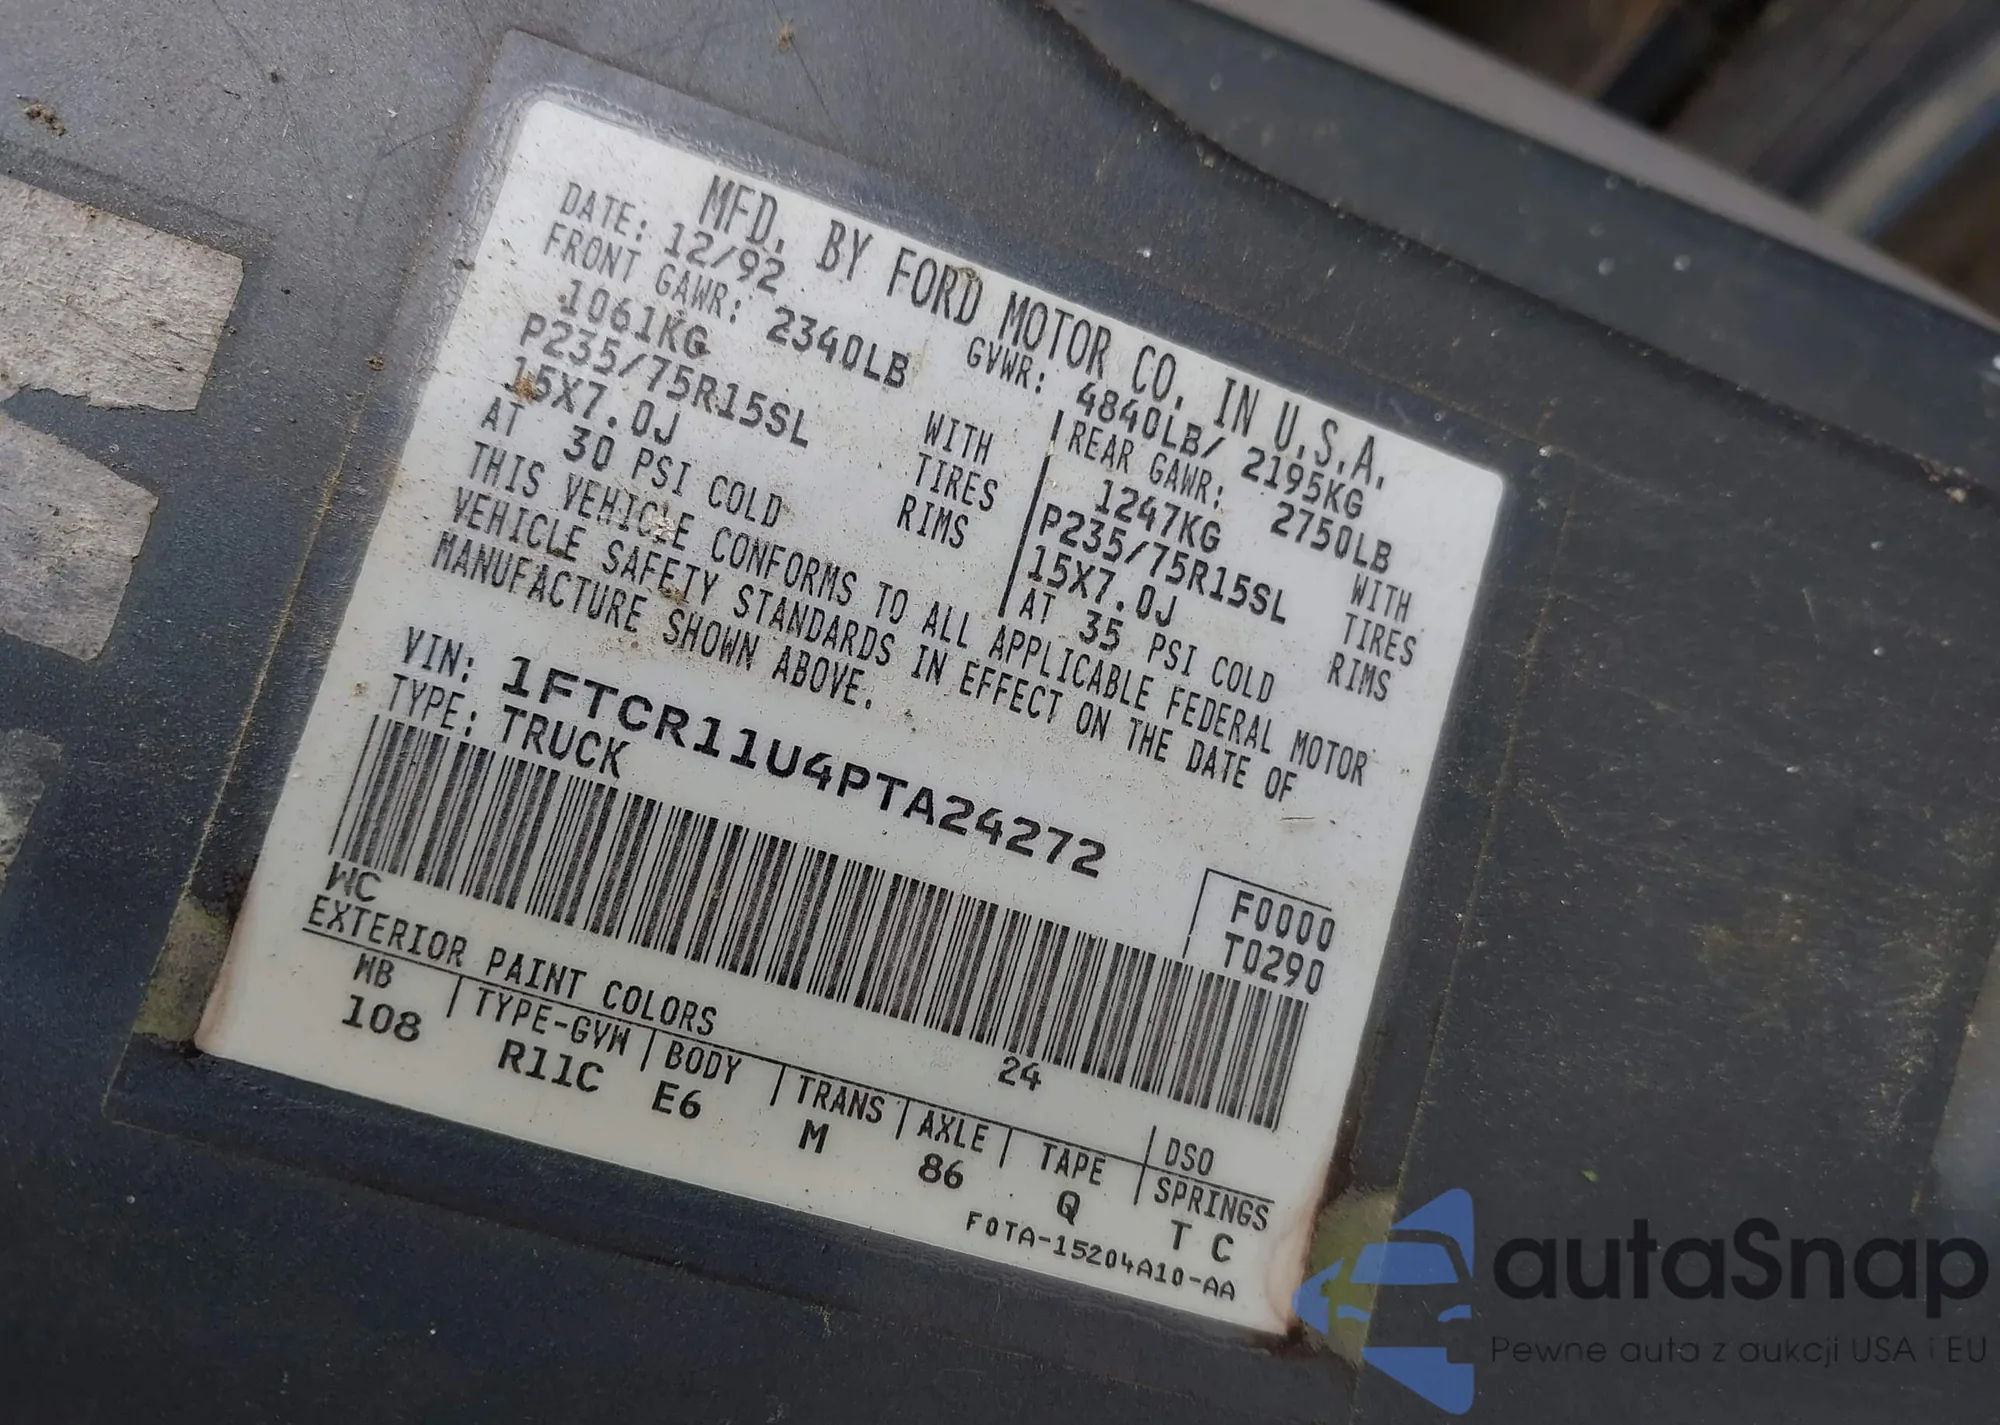 MFD. BY FORD MOTOR CO. IN U.S.A.
DATE: 12/92 GVWR: 4840LB/ 2195KG
FRONT GAWR: 2340LB REAR GAWR: 2750LB
1061KG WITH 1247KG WITH
P235/75R15SL TIRES P235/75R15SL TIRES
15X7.0J RIMS 15X7.0J RIMS
AT 30 PSI COLD AT 35 PSI COLD
THIS VEHICLE CONFORMS TO ALL APPLICABLE FEDERAL MOTOR
VEHICLE SAFETY STANDARDS IN EFFECT ON THE DATE OF
MANUFACTURE SHOWN ABOVE.
VIN: 1FTCR11U4PTA24272
TYPE: TRUCK
F0000
T0290
WC 24
EXTERIOR PAINT COLORS DSO
WB TYPE-GVW BODY TRANS AXLE TAPE SPRINGS
108 R11C E6 M 86 Q T C
F0TA-15204A10-AA
autaSnap
Pewne auta z aukcji USA i EU